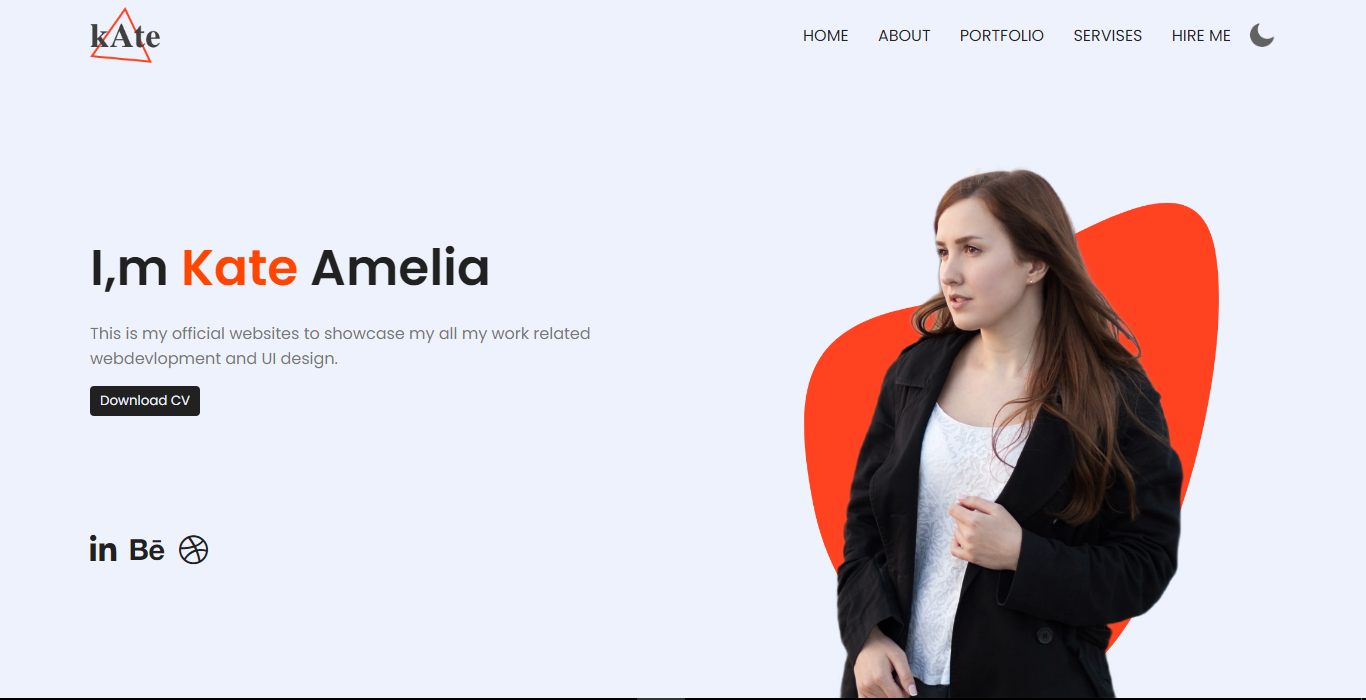 kAte
HOME ABOUT PORTFOLIO SERVISES HIRE ME
I,m Kate Amelia
This is my official websites to showcase my all my work related
webdevlopment and UI design.
Download CV
in Bē